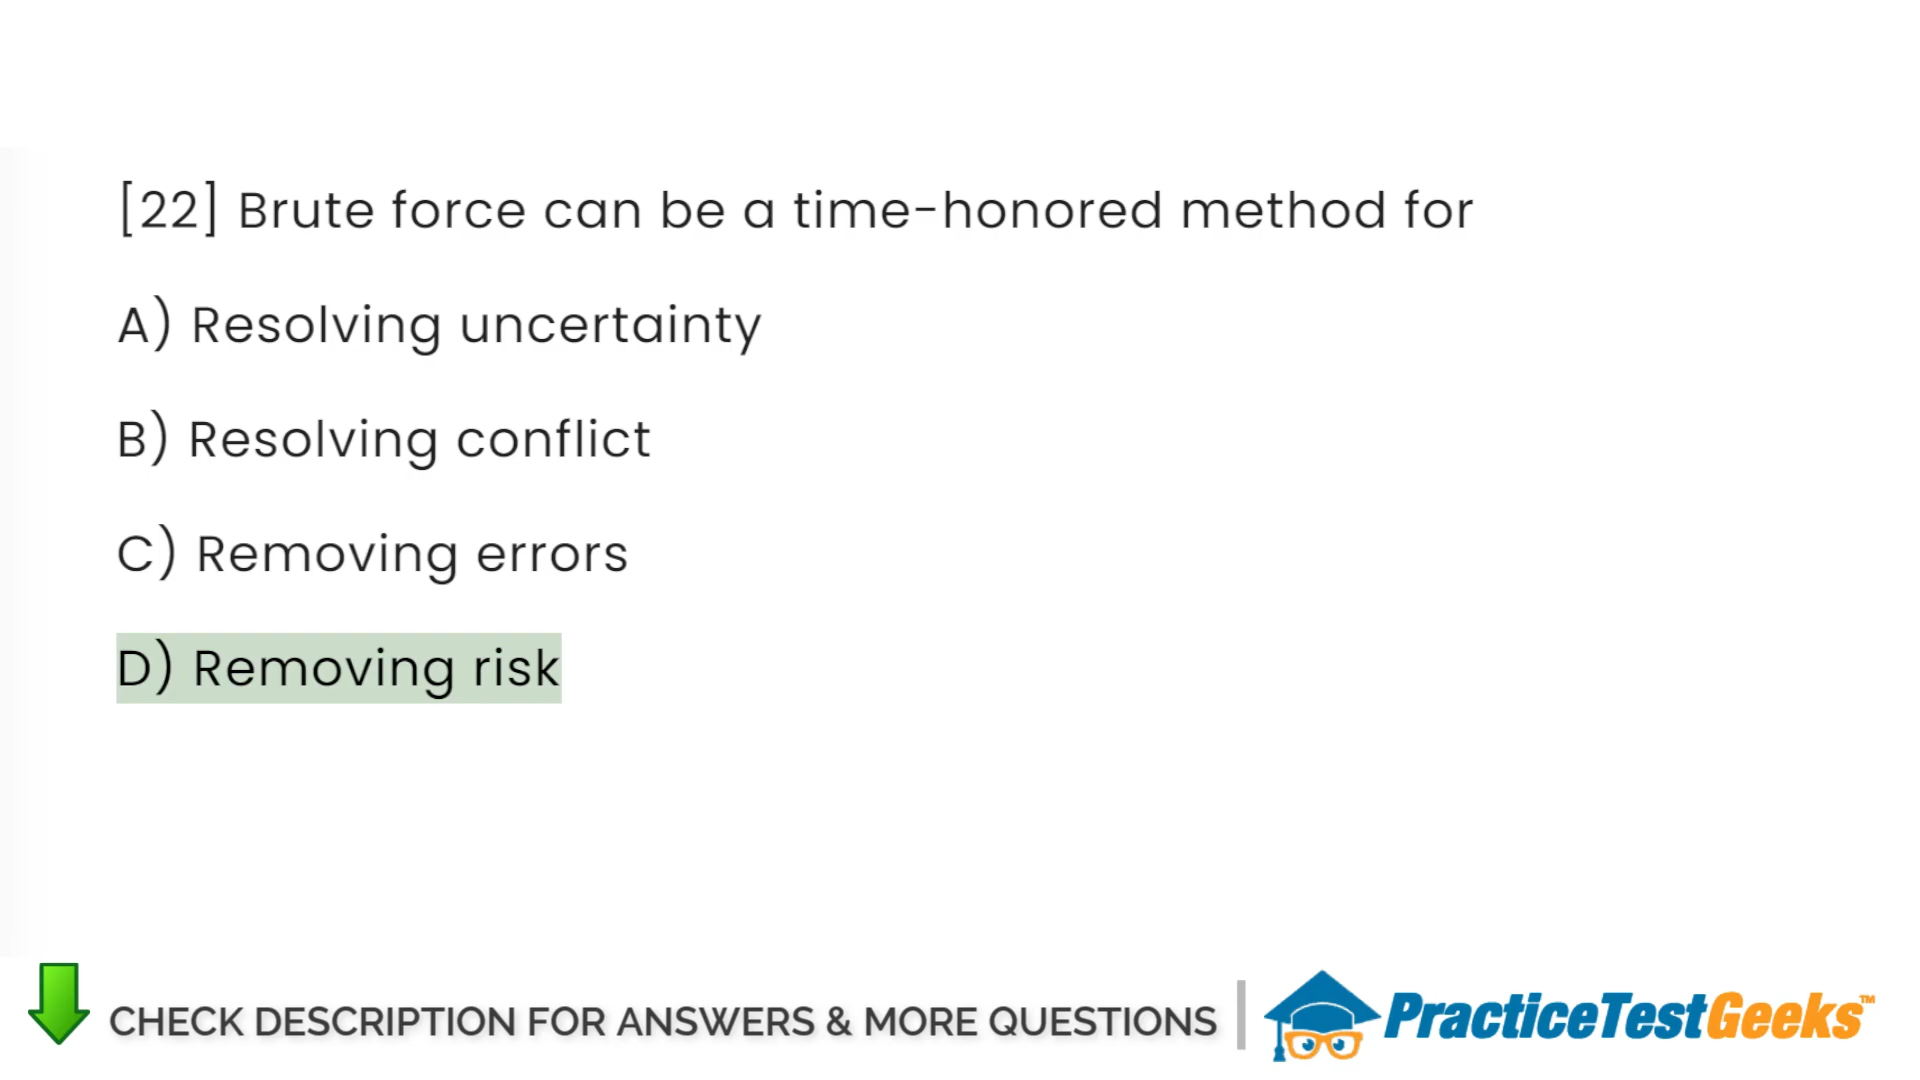 [22] Brute force can be a time-honored method for
A) Resolving uncertainty
B) Resolving conflict
C) Removing errors
D) Removing risk
CHECK DESCRIPTION FOR ANSWERS & MORE QUESTIONS
PracticeTestGeeks™